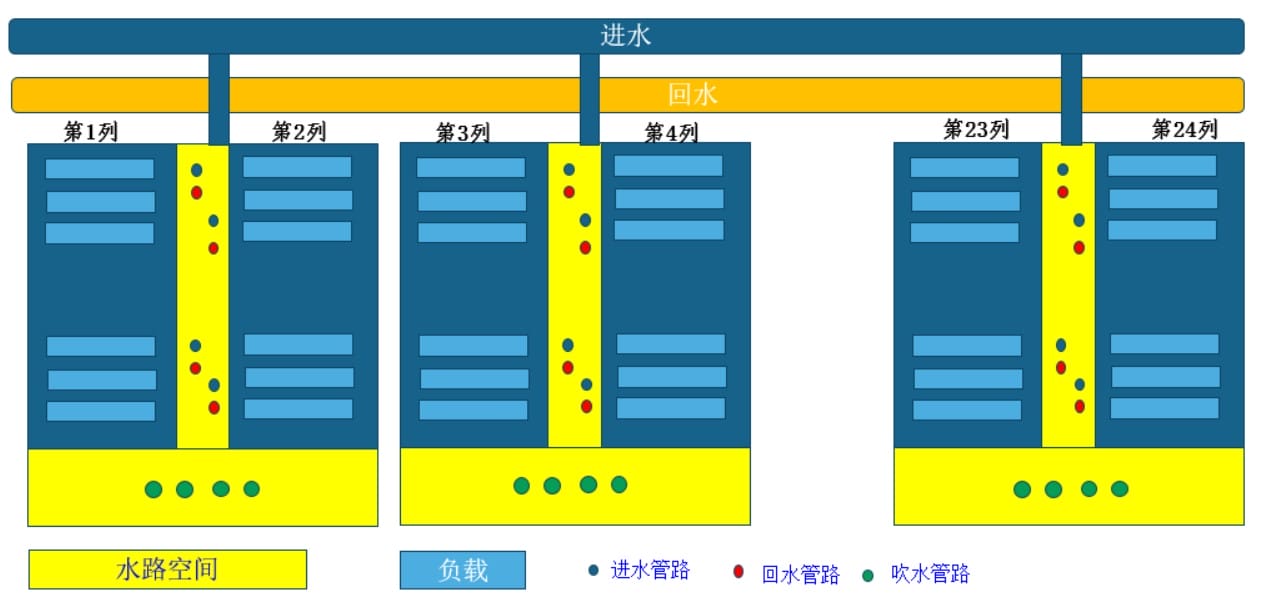 进水
回水
第1列
第2列
第3列
第4列
第23列
第24列
水路空间
负载
进水管路
回水管路
吹水管路